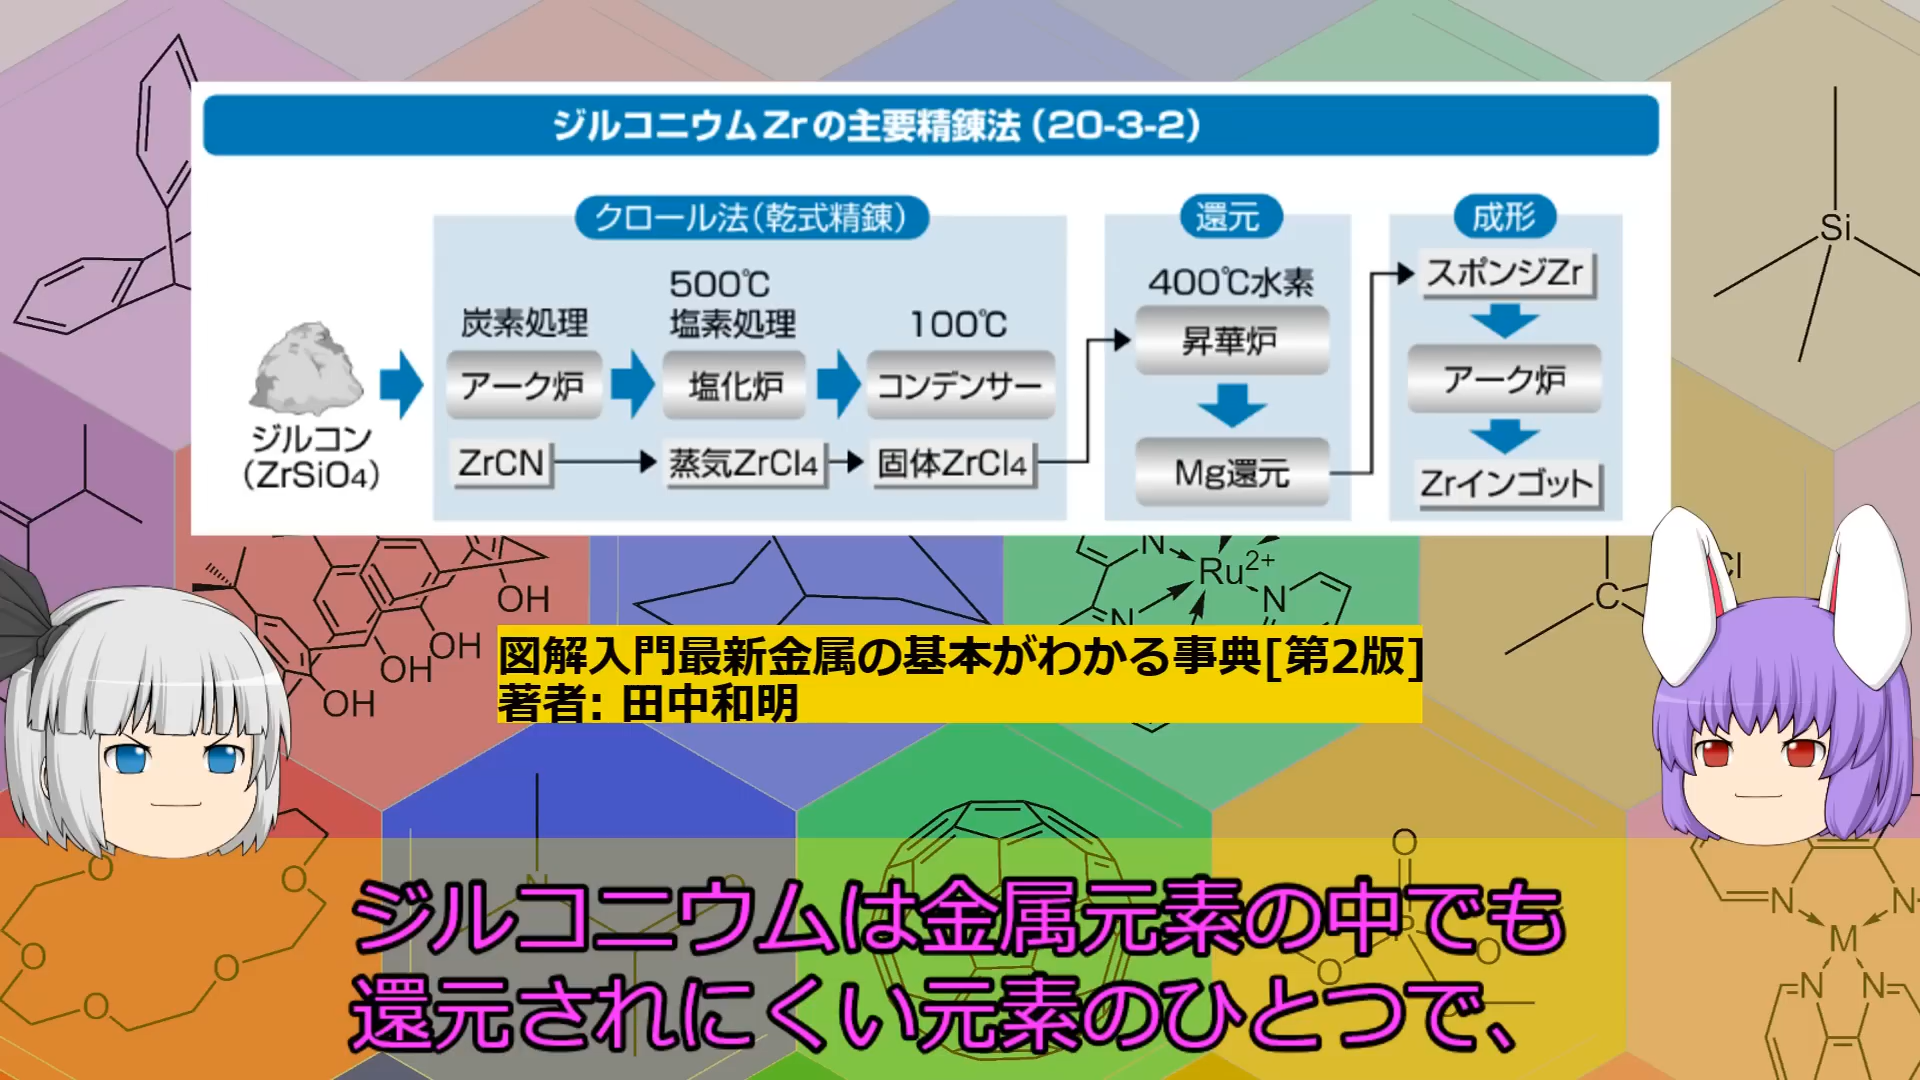 ジルコニウムZrの主要精錬法（20-3-2）
クロール法（乾式精錬）
還元
成形
炭素処理
500℃
塩素処理
100℃
400℃水素
アーク炉
塩化炉
コンデンサー
昇華炉
Mg還元
スポンジZr
アーク炉
Zrインゴット
ジルコン
（ZrSiO4）
ZrCN
蒸気ZrCl4
固体ZrCl4
Si
Ru2+
N
N
N
C
Cl
OH
OH
OH
OH
図解入門最新金属の基本がわかる事典[第2版]
著者: 田中和明
O
O
O
O
O
N
O
O
P
O
O
N
N
M
N
N
ジルコニウムは金属元素の中でも
還元されにくい元素のひとつで、